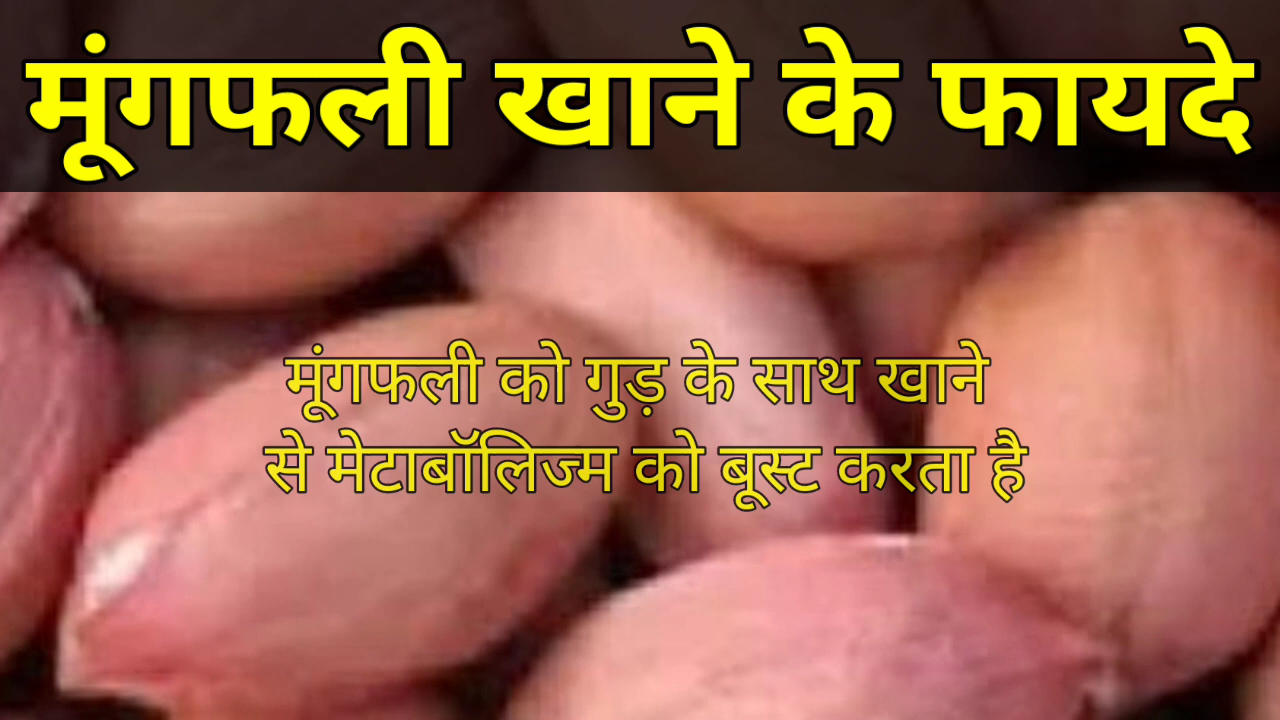 मूंगफली खाने के फायदे
मूंगफली को गुड़ के साथ खाने
से मेटाबॉलिज्म को बूस्ट करता है